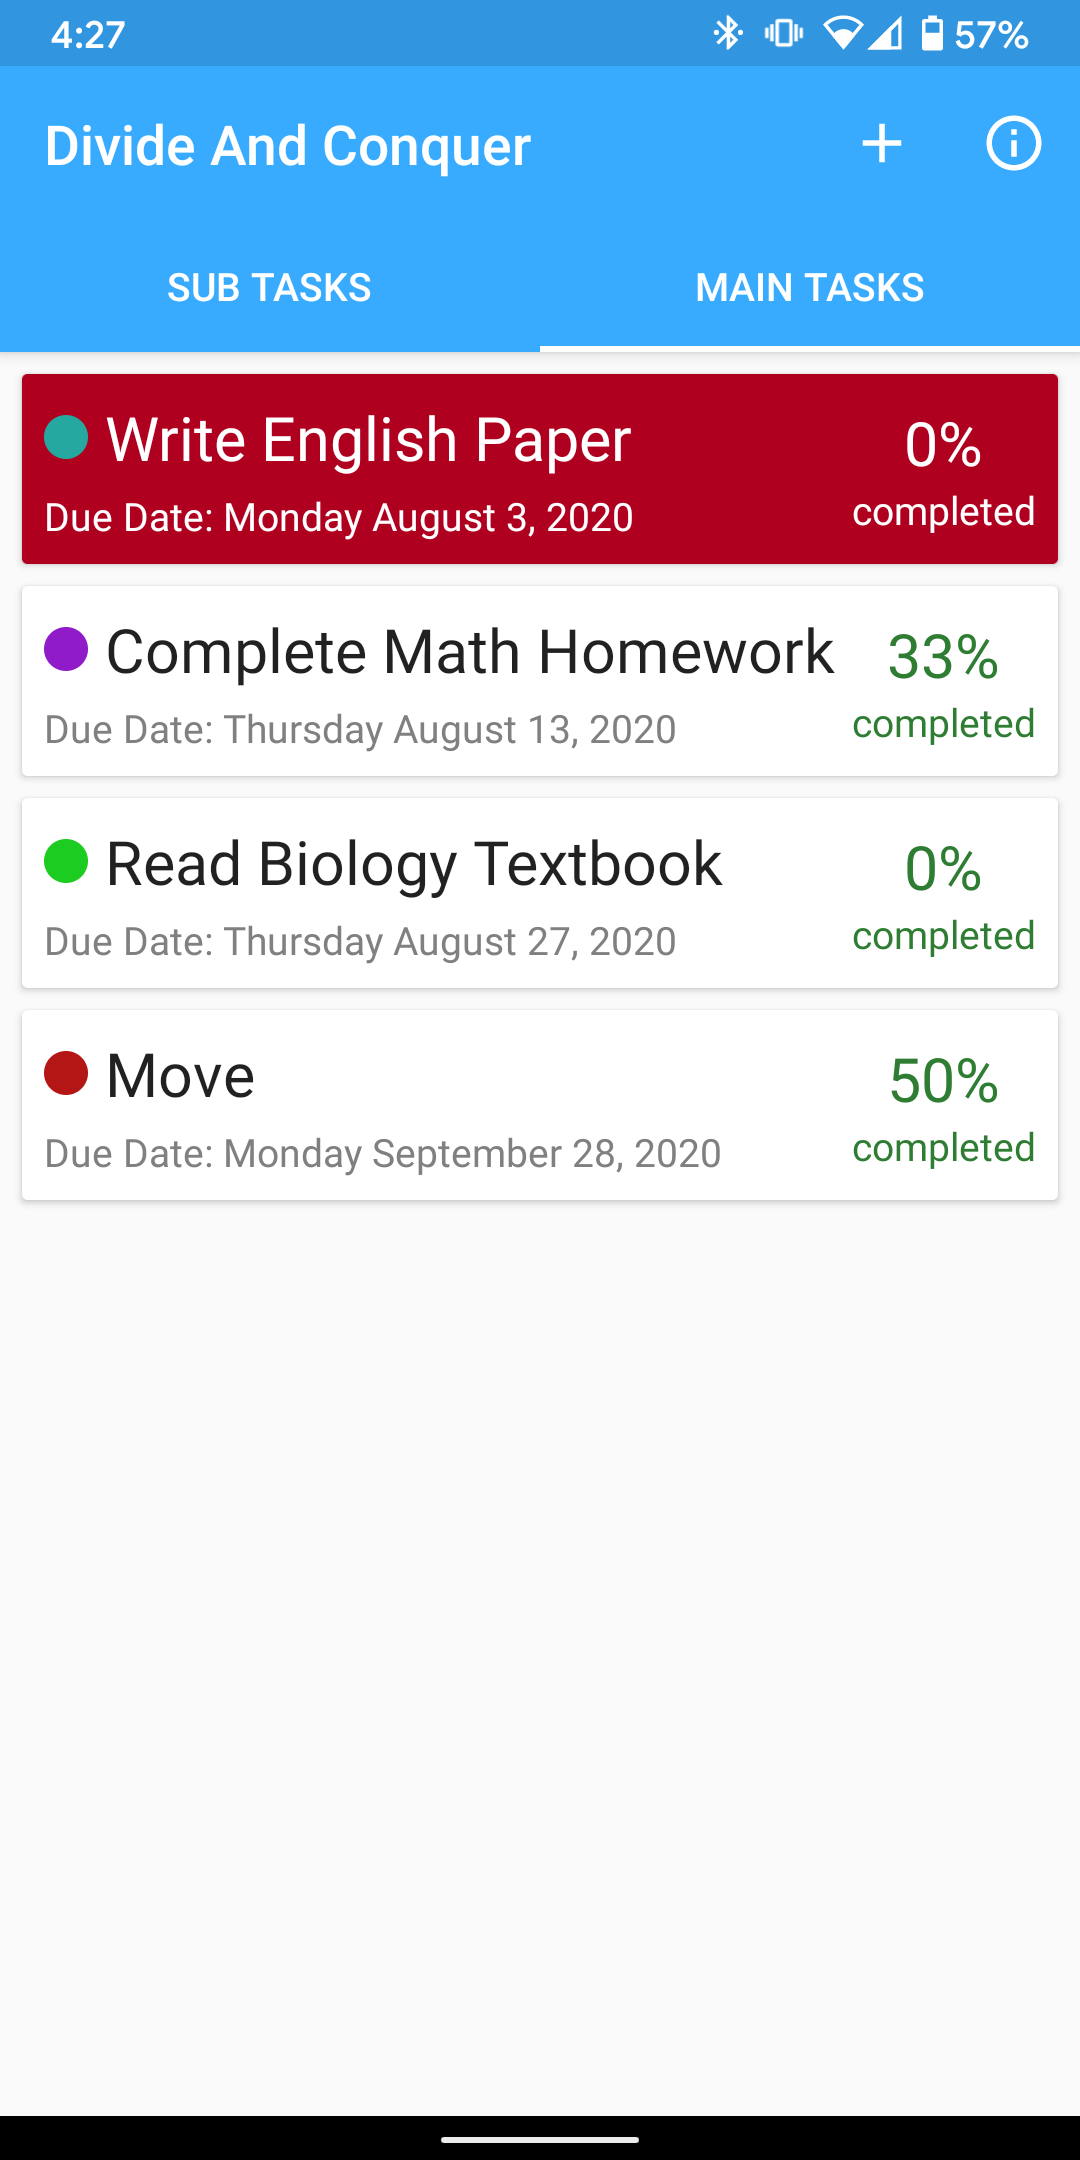 4:27
57%
Divide And Conquer
SUB TASKS
MAIN TASKS
Write English Paper
0%
Due Date: Monday August 3, 2020
completed
Complete Math Homework
33%
Due Date: Thursday August 13, 2020
completed
Read Biology Textbook
0%
Due Date: Thursday August 27, 2020
completed
Move
50%
Due Date: Monday September 28, 2020
completed